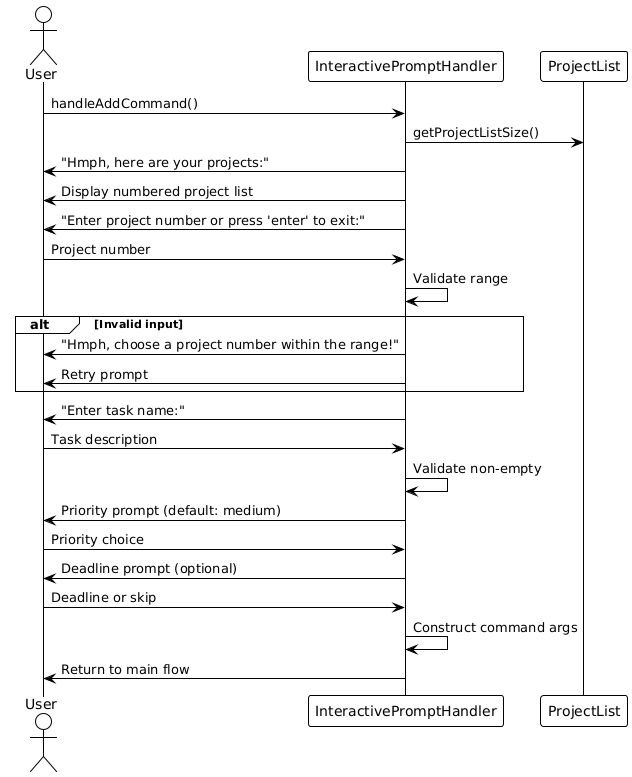 User
InteractivePromptHandler
ProjectList
handleAddCommand()
getProjectListSize()
"Hmph, here are your projects:"
Display numbered project list
"Enter project number or press 'enter' to exit:"
Project number
Validate range
alt
[Invalid input]
"Hmph, choose a project number within the range!"
Retry prompt
"Enter task name:"
Task description
Validate non-empty
Priority prompt (default: medium)
Priority choice
Deadline prompt (optional)
Deadline or skip
Construct command args
Return to main flow
User
InteractivePromptHandler
ProjectList